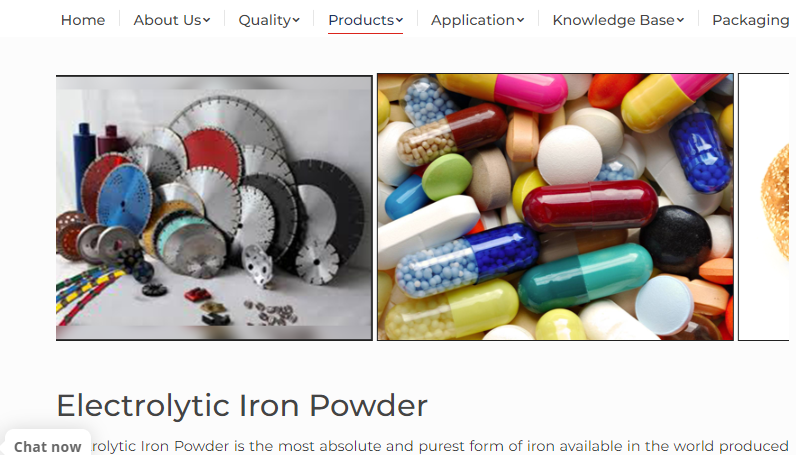 Home About Us Quality Products Application Knowledge Base Packaging
Electrolytic Iron Powder
Chat now rolytic Iron Powder is the most absolute and purest form of iron available in the world produced